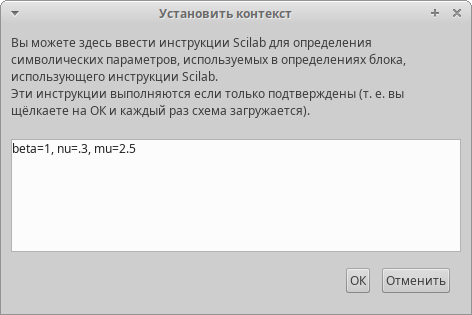 Установить контекст
Вы можете здесь ввести инструкции Scilab для определения
символических параметров, используемых в определениях блока,
использующего инструкции Scilab.
Эти инструкции выполняются если только подтверждены (т. е. вы
щёлкаете на ОК и каждый раз схема загружается).
beta=1, nu=.3, mu=2.5
ОК Отменить